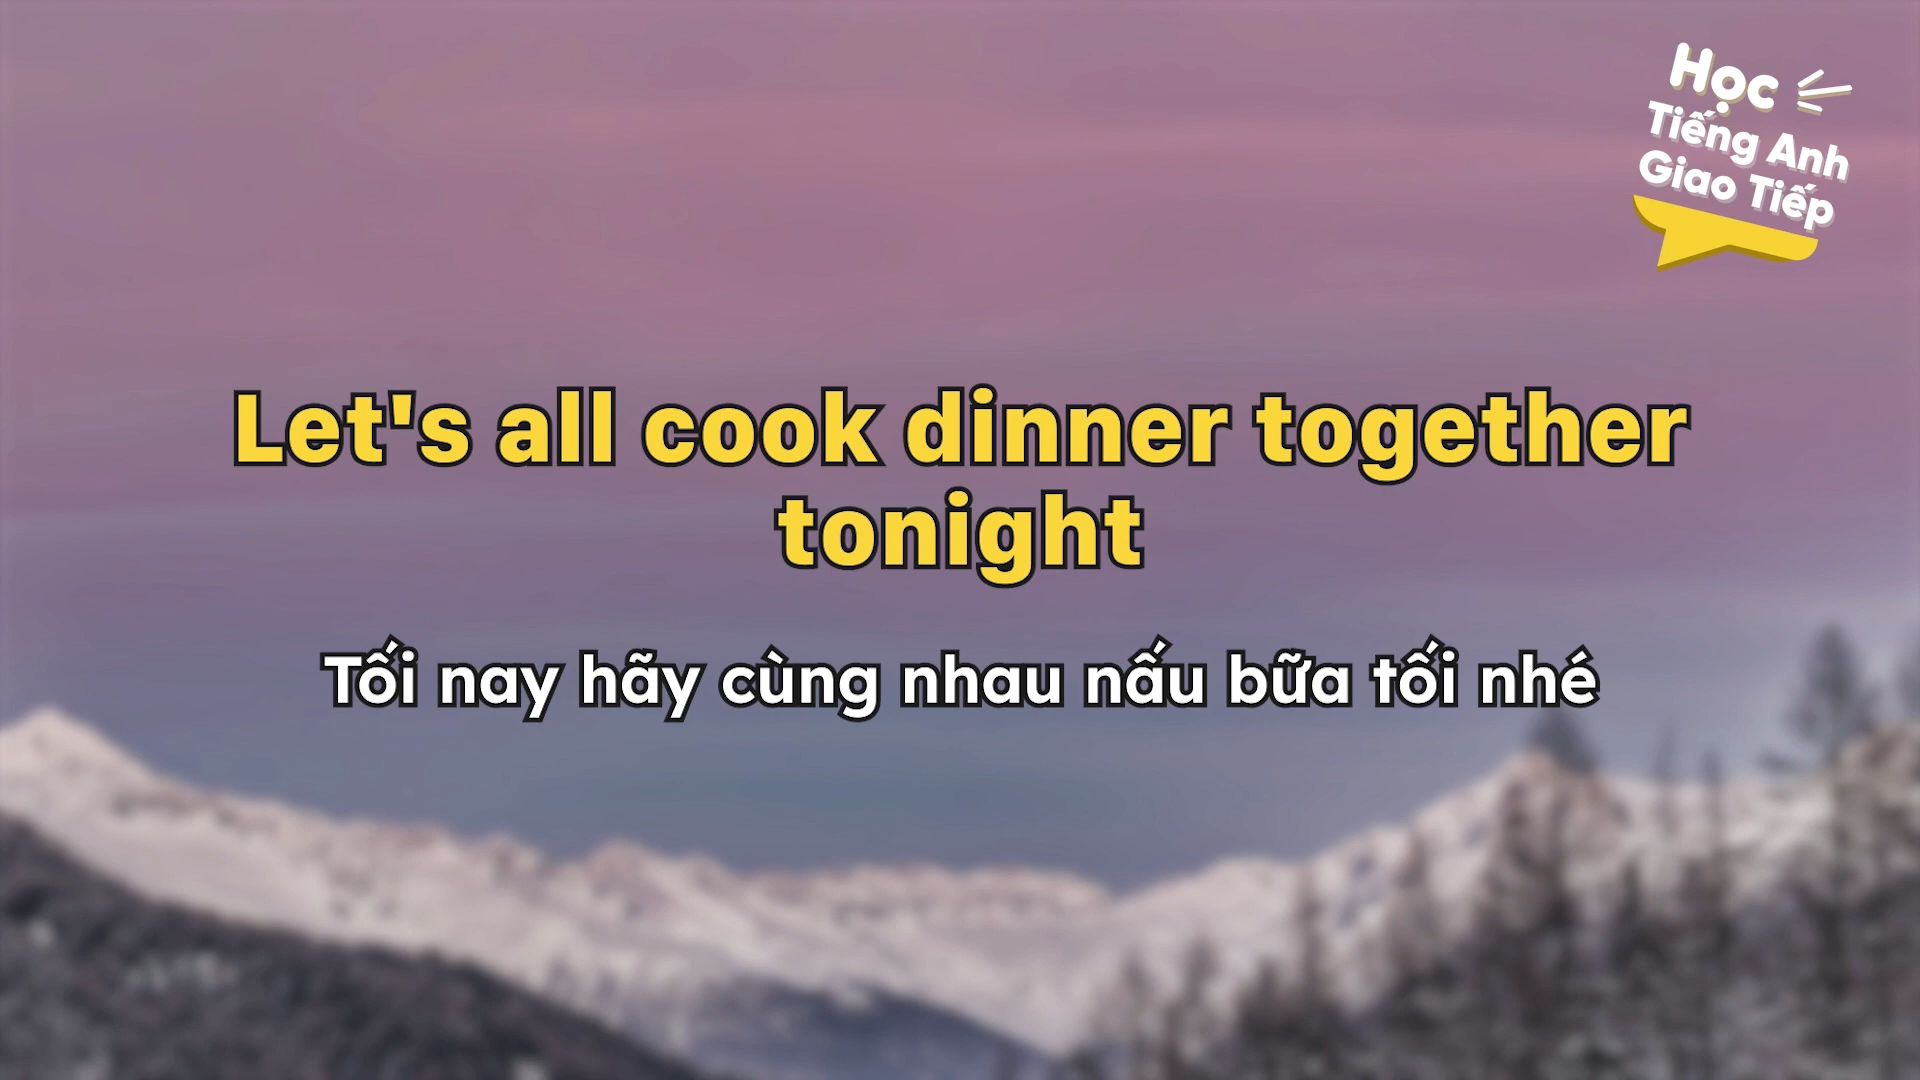 Học
Tiếng Anh
Giao Tiếp
Let's all cook dinner together
tonight
Tối nay hãy cùng nhau nấu bữa tối nhé